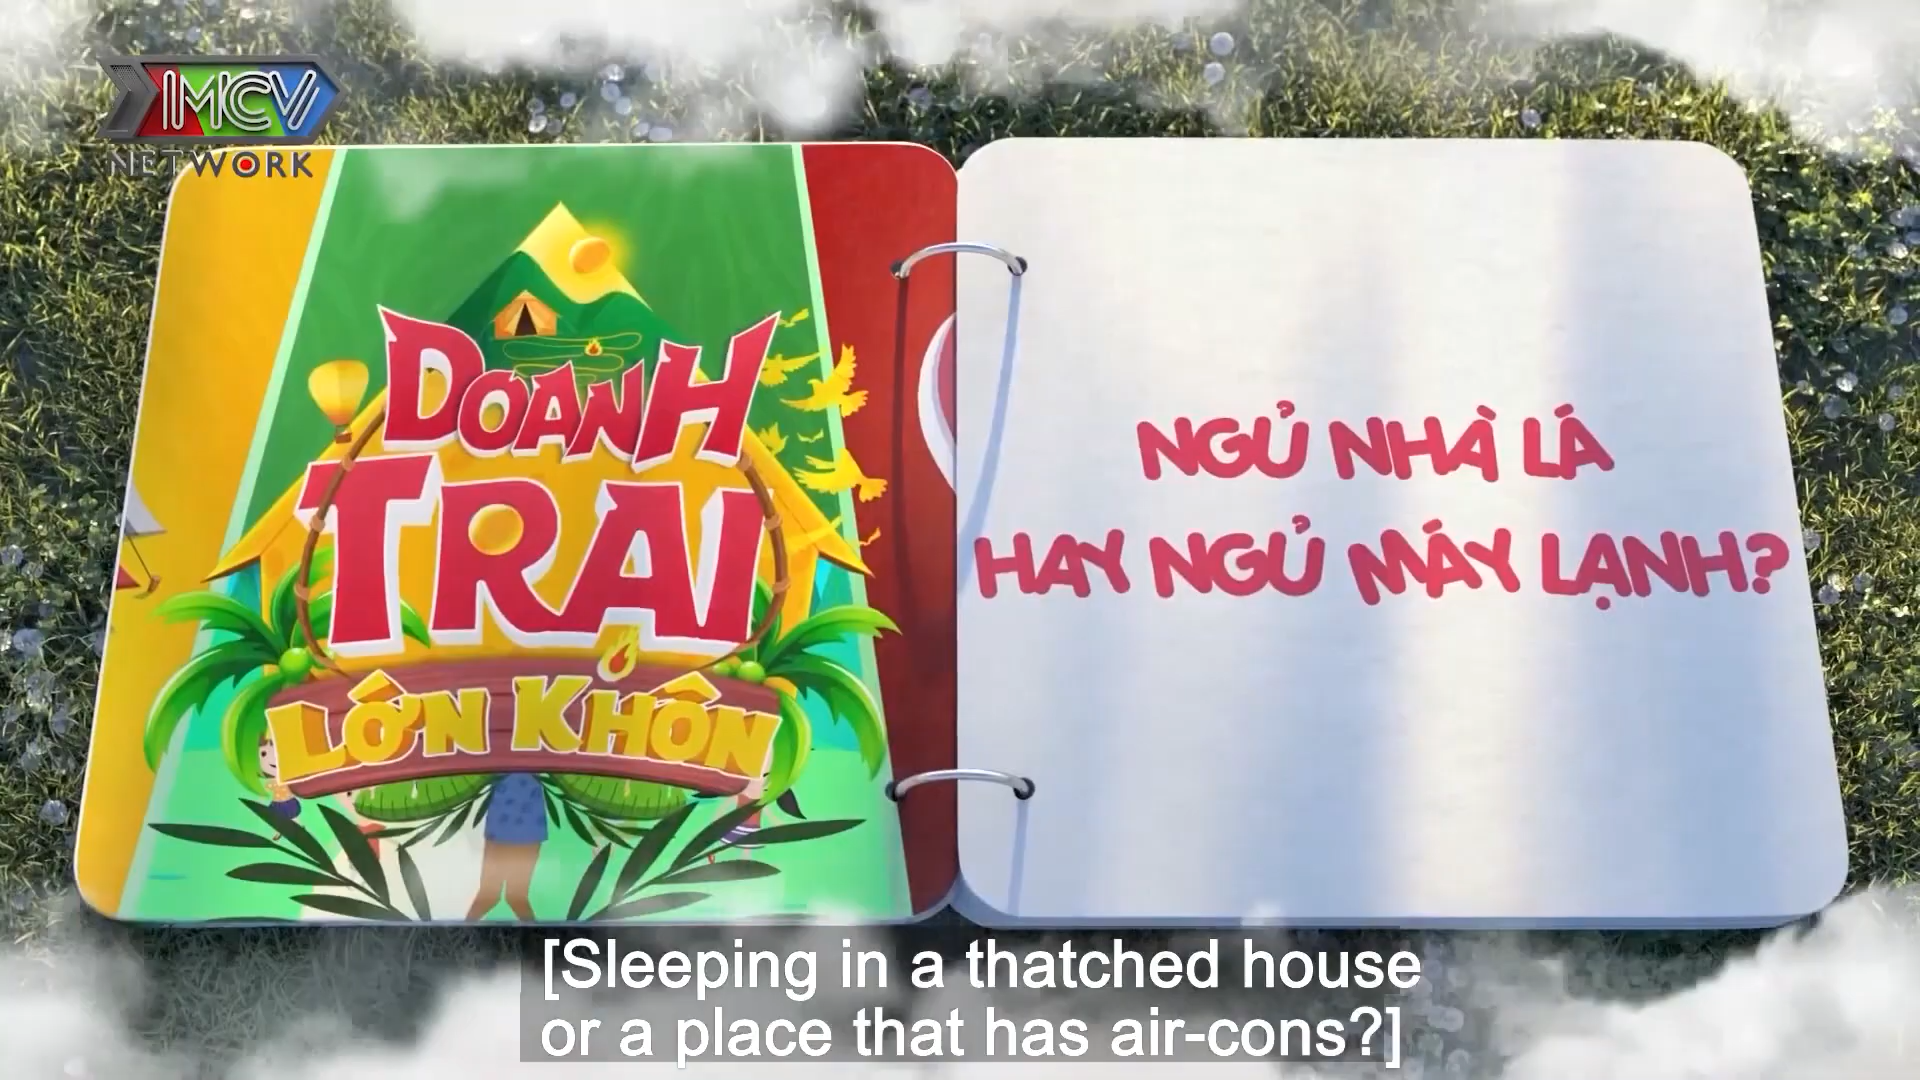 MCV
NETWORK
DOANH
TRẠI
LỚN KHÔN
NGỦ NHÀ LÁ
HAY NGỦ MÁY LẠNH?
[Sleeping in a thatched house
or a place that has air-cons?]